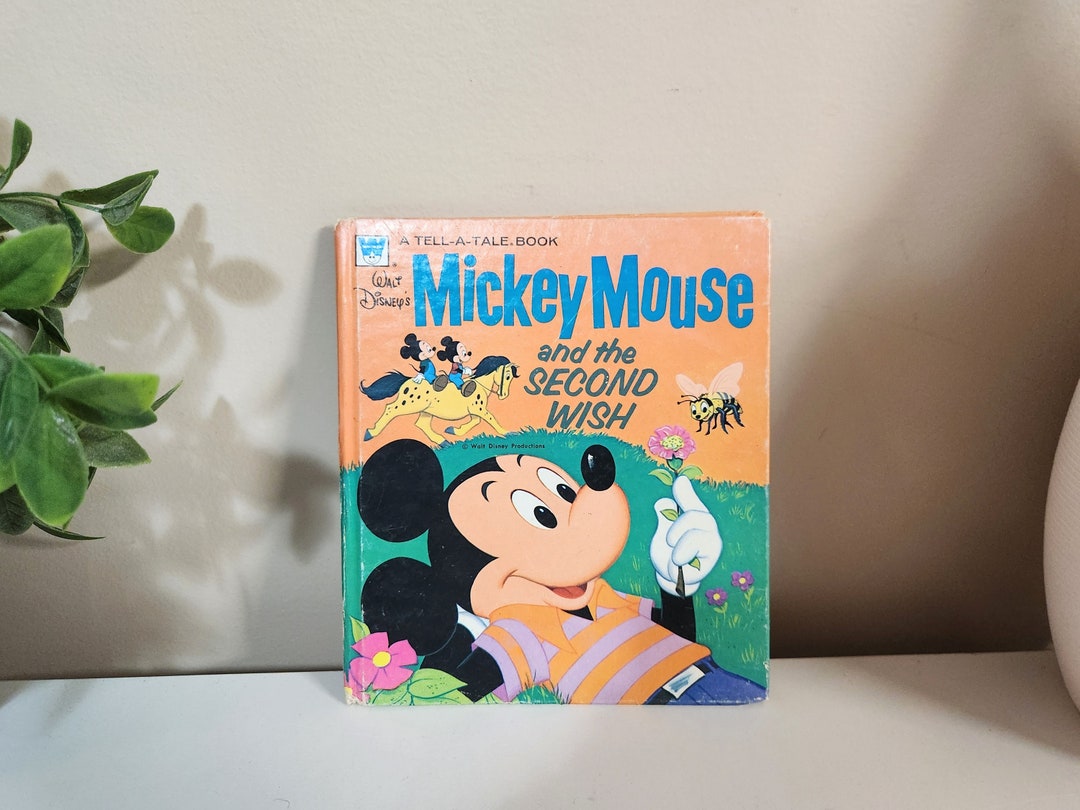 A TELL-A-TALE BOOK
WALT
DISNEY'S
MICKEY MOUSE
and the
SECOND
WISH
© Walt Disney Productions